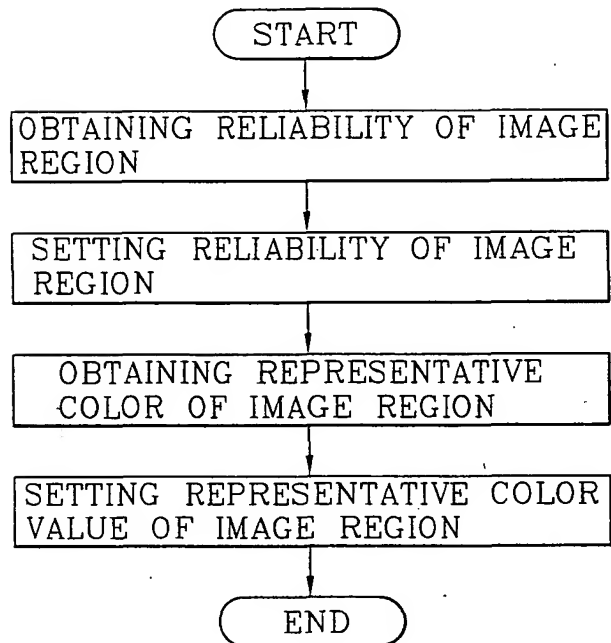 START
OBTAINING RELIABILITY OF IMAGE
REGION
SETTING RELIABILITY OF IMAGE
REGION
OBTAINING REPRESENTATIVE
COLOR OF IMAGE REGION
SETTING REPRESENTATIVE COLOR
VALUE OF IMAGE REGION
END